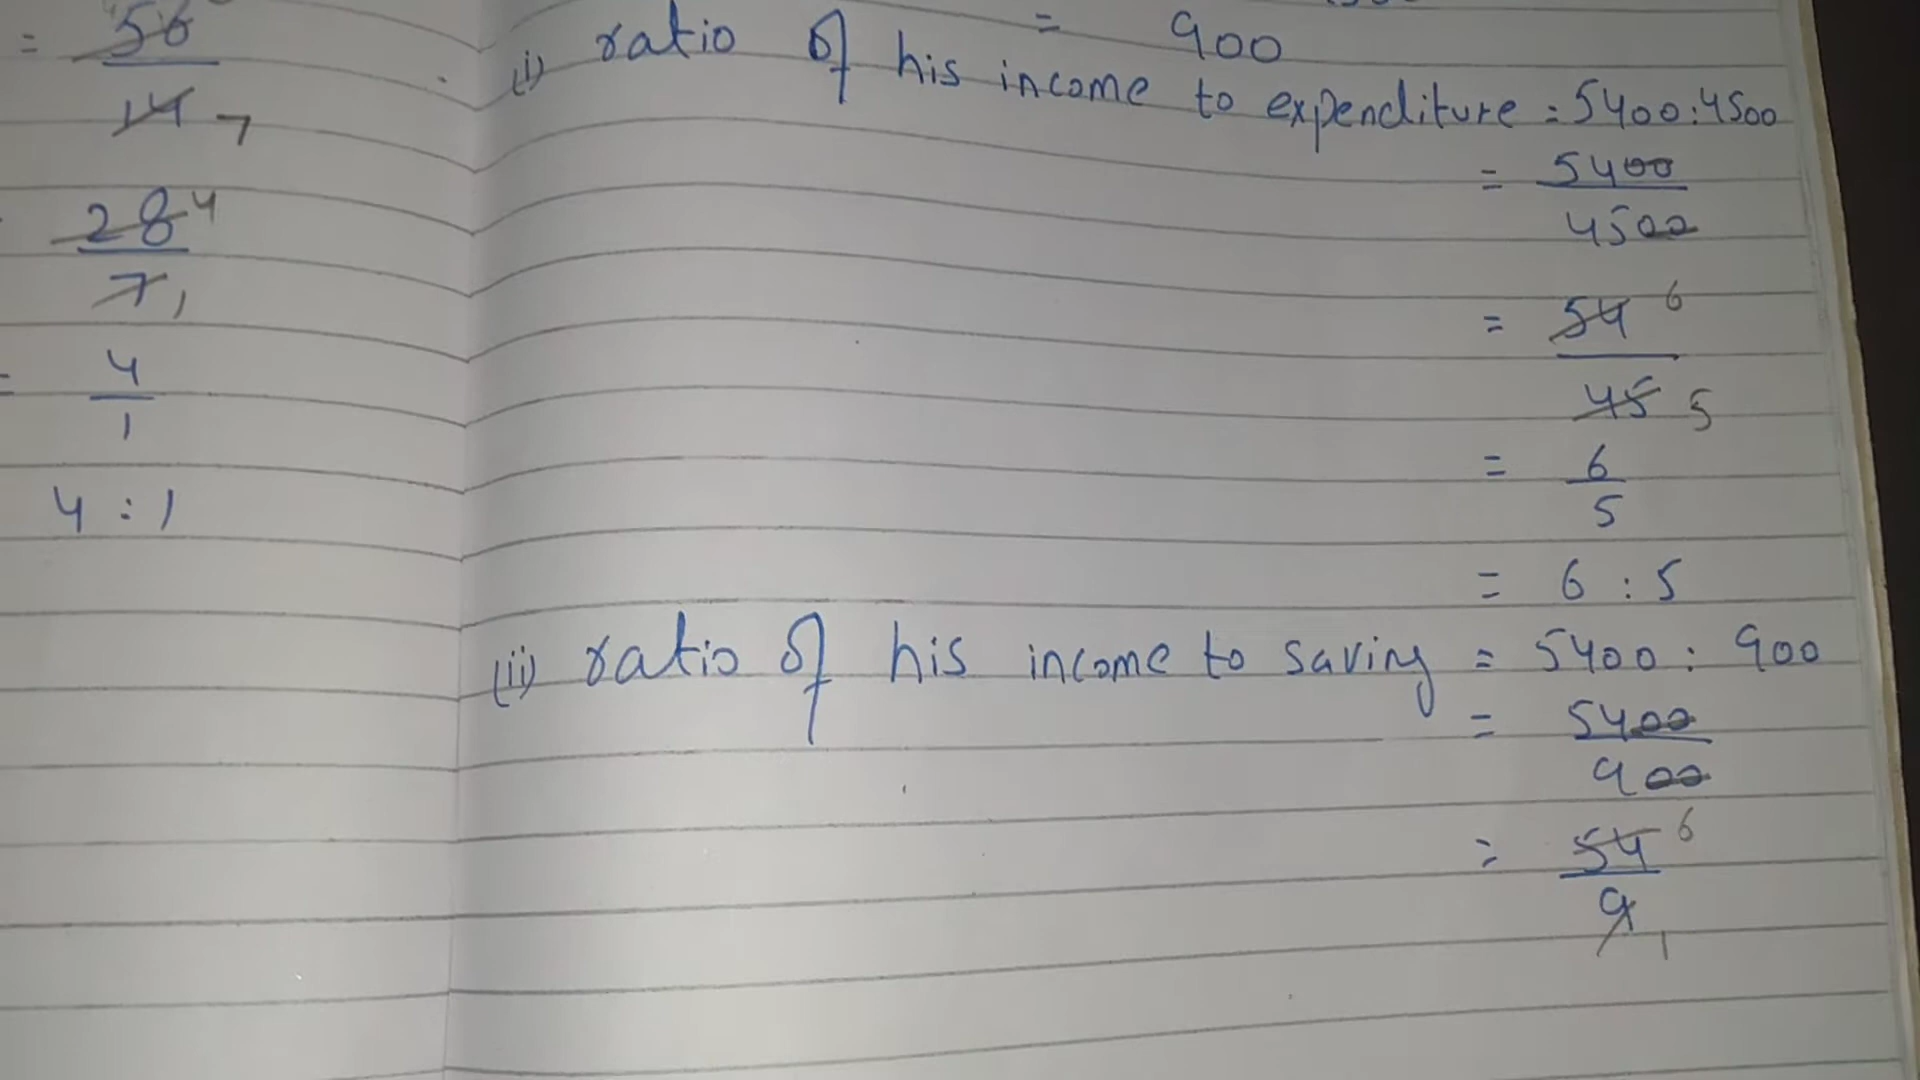 = 56
14 7
28 4
7 1
= 4
1
4 : 1
= 900
(i) ratio of his income to expenditure = 5400:4500
= 5400
4500
= 54 6
45 5
= 6
5
= 6 : 5
(ii) ratio of his income to saving = 5400 : 900
= 5400
900
= 54 6
9 1